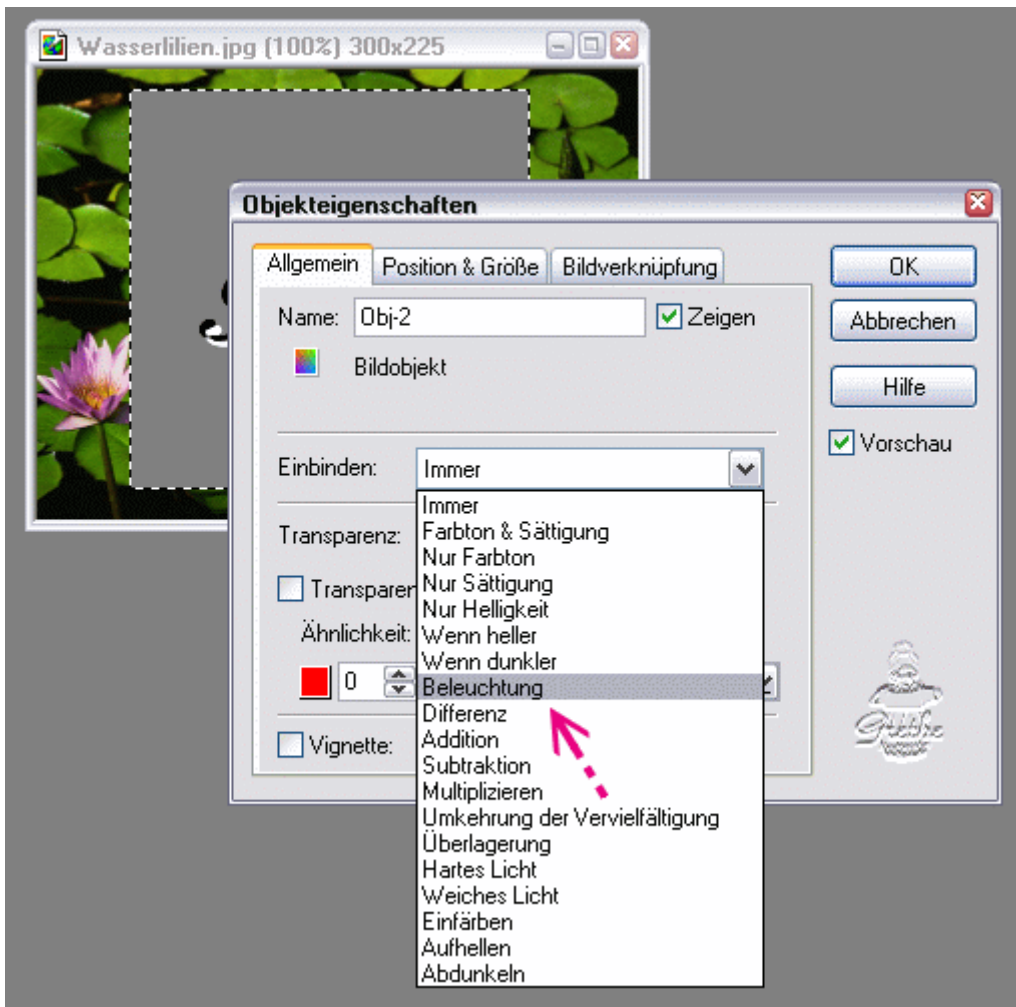 Wasserlilien.jpg (100%) 300x225
Objekteigenschaften
Allgemein
Position & Größe
Bildverknüpfung
OK
Name: Obj-2
Zeigen
Abbrechen
Bildobjekt
Hilfe
Vorschau
Einbinden: Immer
Immer
Transparenz:
Farbton & Sättigung
Nur Farbton
Transparen
Nur Sättigung
Nur Helligkeit
Ähnlichkeit:
Wenn heller
Wenn dunkler
0
Beleuchtung
Differenz
Vignette:
Addition
Subtraktion
Multiplizieren
Umkehrung der Vervielfältigung
Überlagerung
Hartes Licht
Weiches Licht
Einfärben
Aufhellen
Abdunkeln